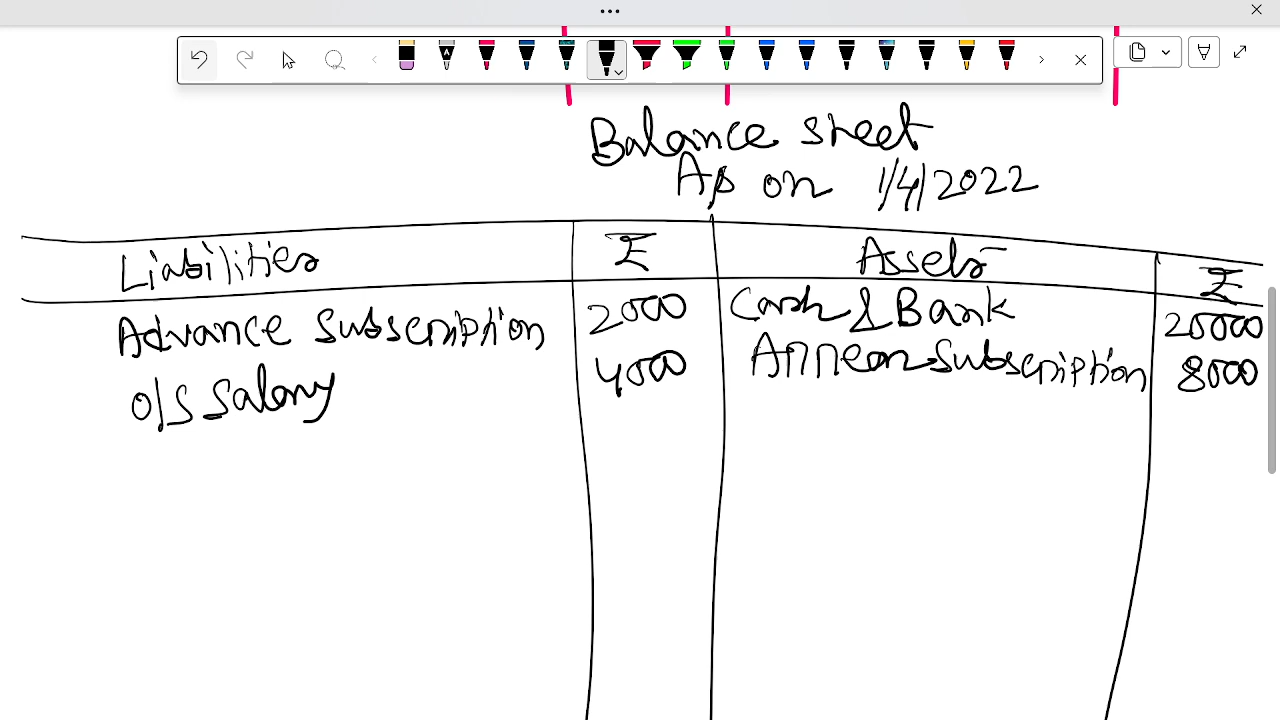 Balance sheet
As on 1/4/2022
Liabilities ₹ Assets ₹
Advance subscription 2000 Cash & Bank 25000
O/S salary 4000 Arrear subscription 8000